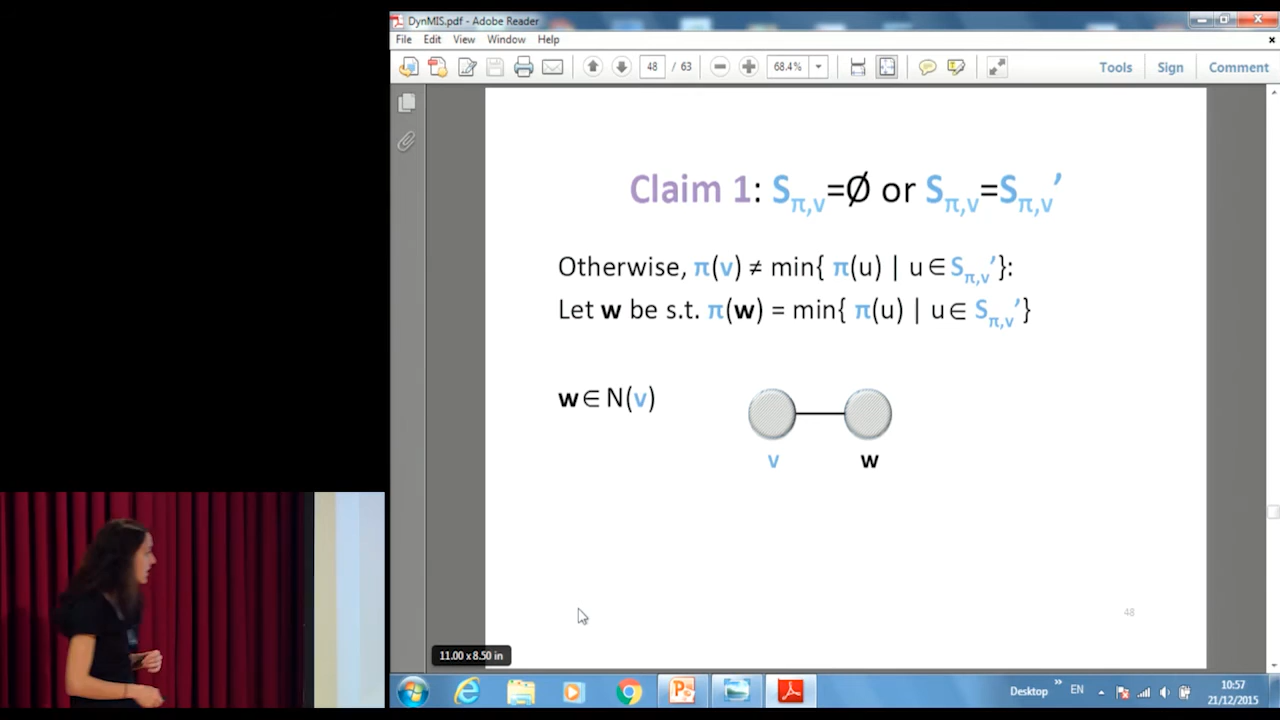 DynMIS.pdf - Adobe Reader
File Edit View Window Help
48 / 63 68.4% Tools Sign Comment
Claim 1: Sπ,v=Ø or Sπ,v=Sπ,v’
Otherwise, π(v) ≠ min{ π(u) | u∈Sπ,v’}:
Let w be s.t. π(w) = min{ π(u) | u∈ Sπ,v’}
w∈N(v)
v w
48
11.00 x 8.50 in
Desktop » EN 10:57
21/12/2015